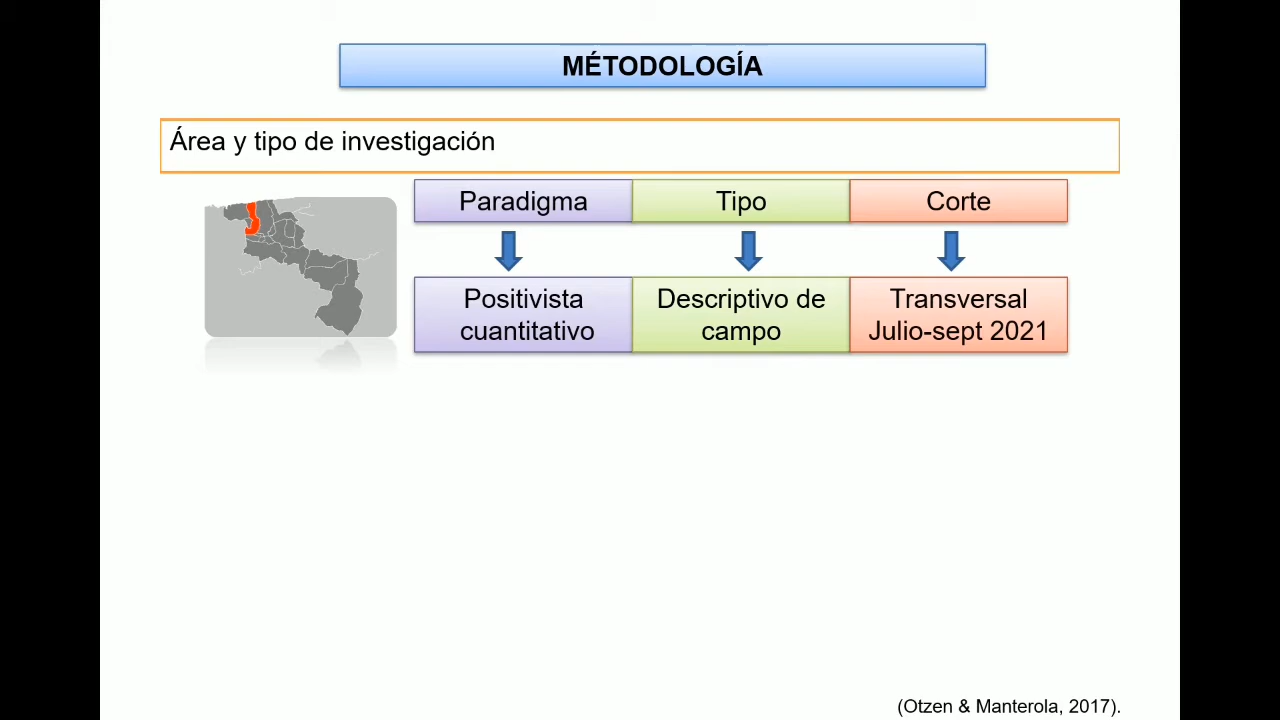 MÉTODOLOGÍA
Área y tipo de investigación
Paradigma
Tipo
Corte
Positivista
cuantitativo
Descriptivo de
campo
Transversal
Julio-sept 2021
(Otzen & Manterola, 2017).